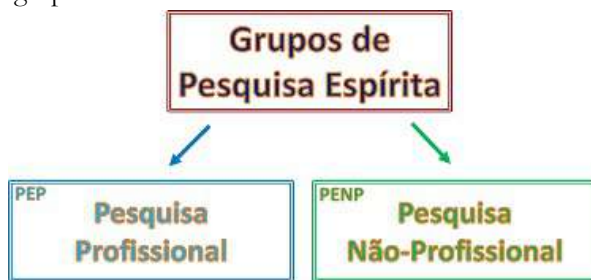 Grupos de
Pesquisa Espírita
PEP
Pesquisa
Profissional
PENP
Pesquisa
Não-Profissional